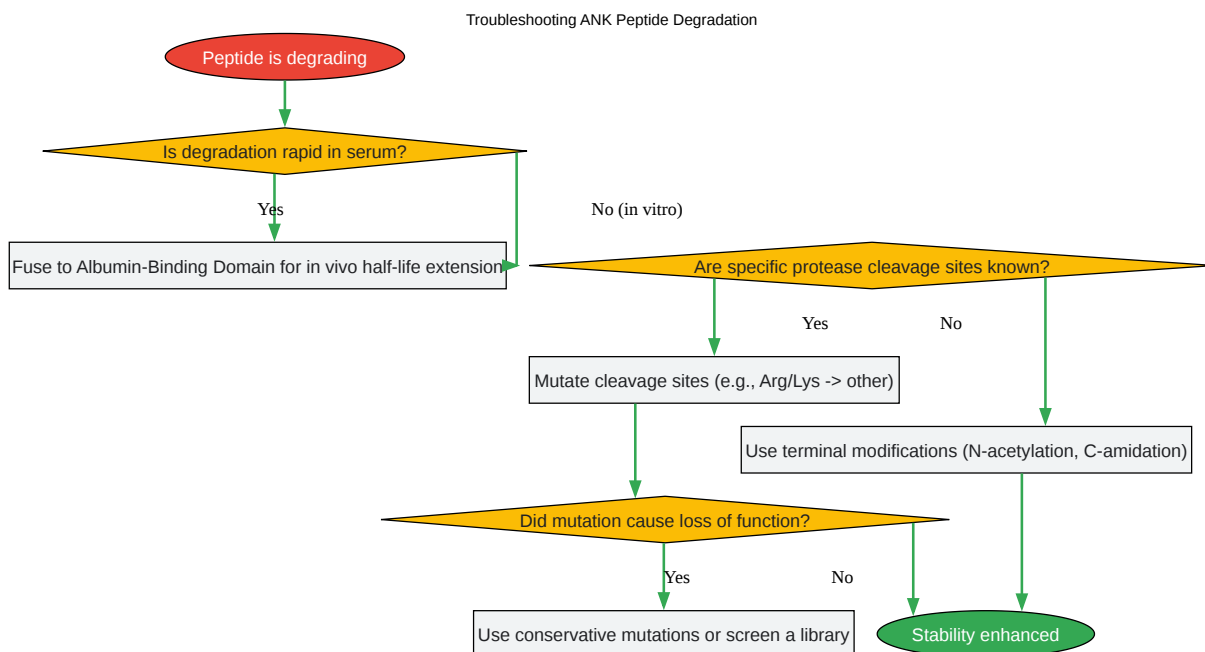 Troubleshooting ANK Peptide Degradation
Peptide is degrading
Is degradation rapid in serum?
Yes
No (in vitro)
Fuse to Albumin-Binding Domain for in vivo half-life extension
Are specific protease cleavage sites known?
Yes
No
Mutate cleavage sites (e.g., Arg/Lys -> other)
Use terminal modifications (N-acetylation, C-amidation)
Did mutation cause loss of function?
Yes
No
Use conservative mutations or screen a library
Stability enhanced